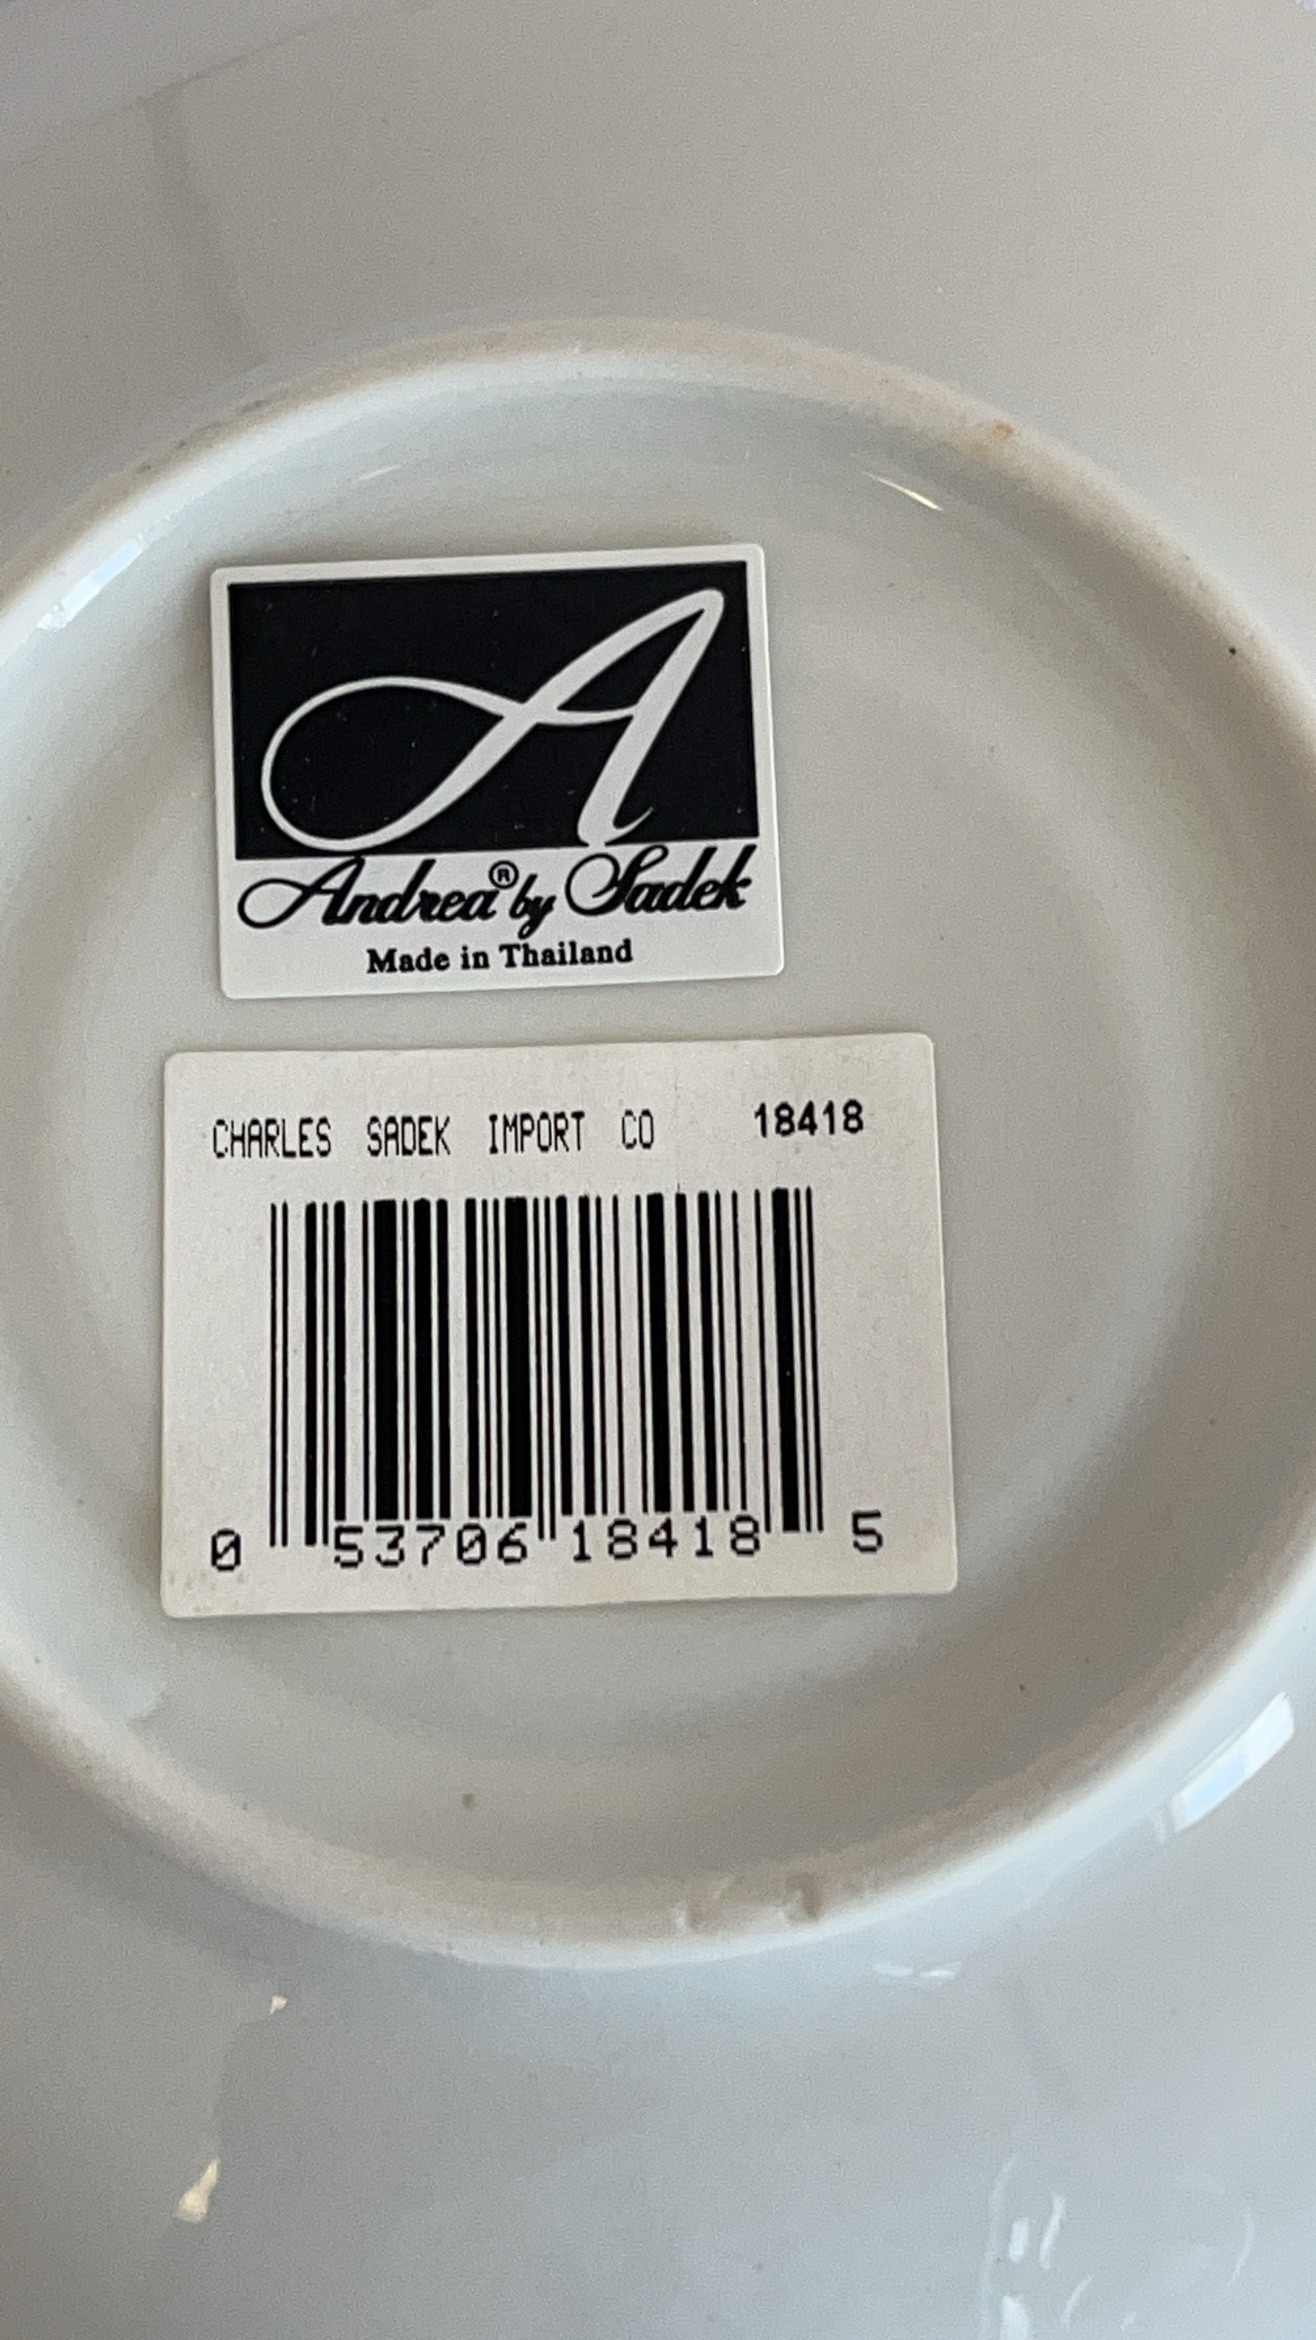 A
Andrea® by Sadek
Made in Thailand
CHARLES SADEK IMPORT CO 18418
0 53706 18418 5